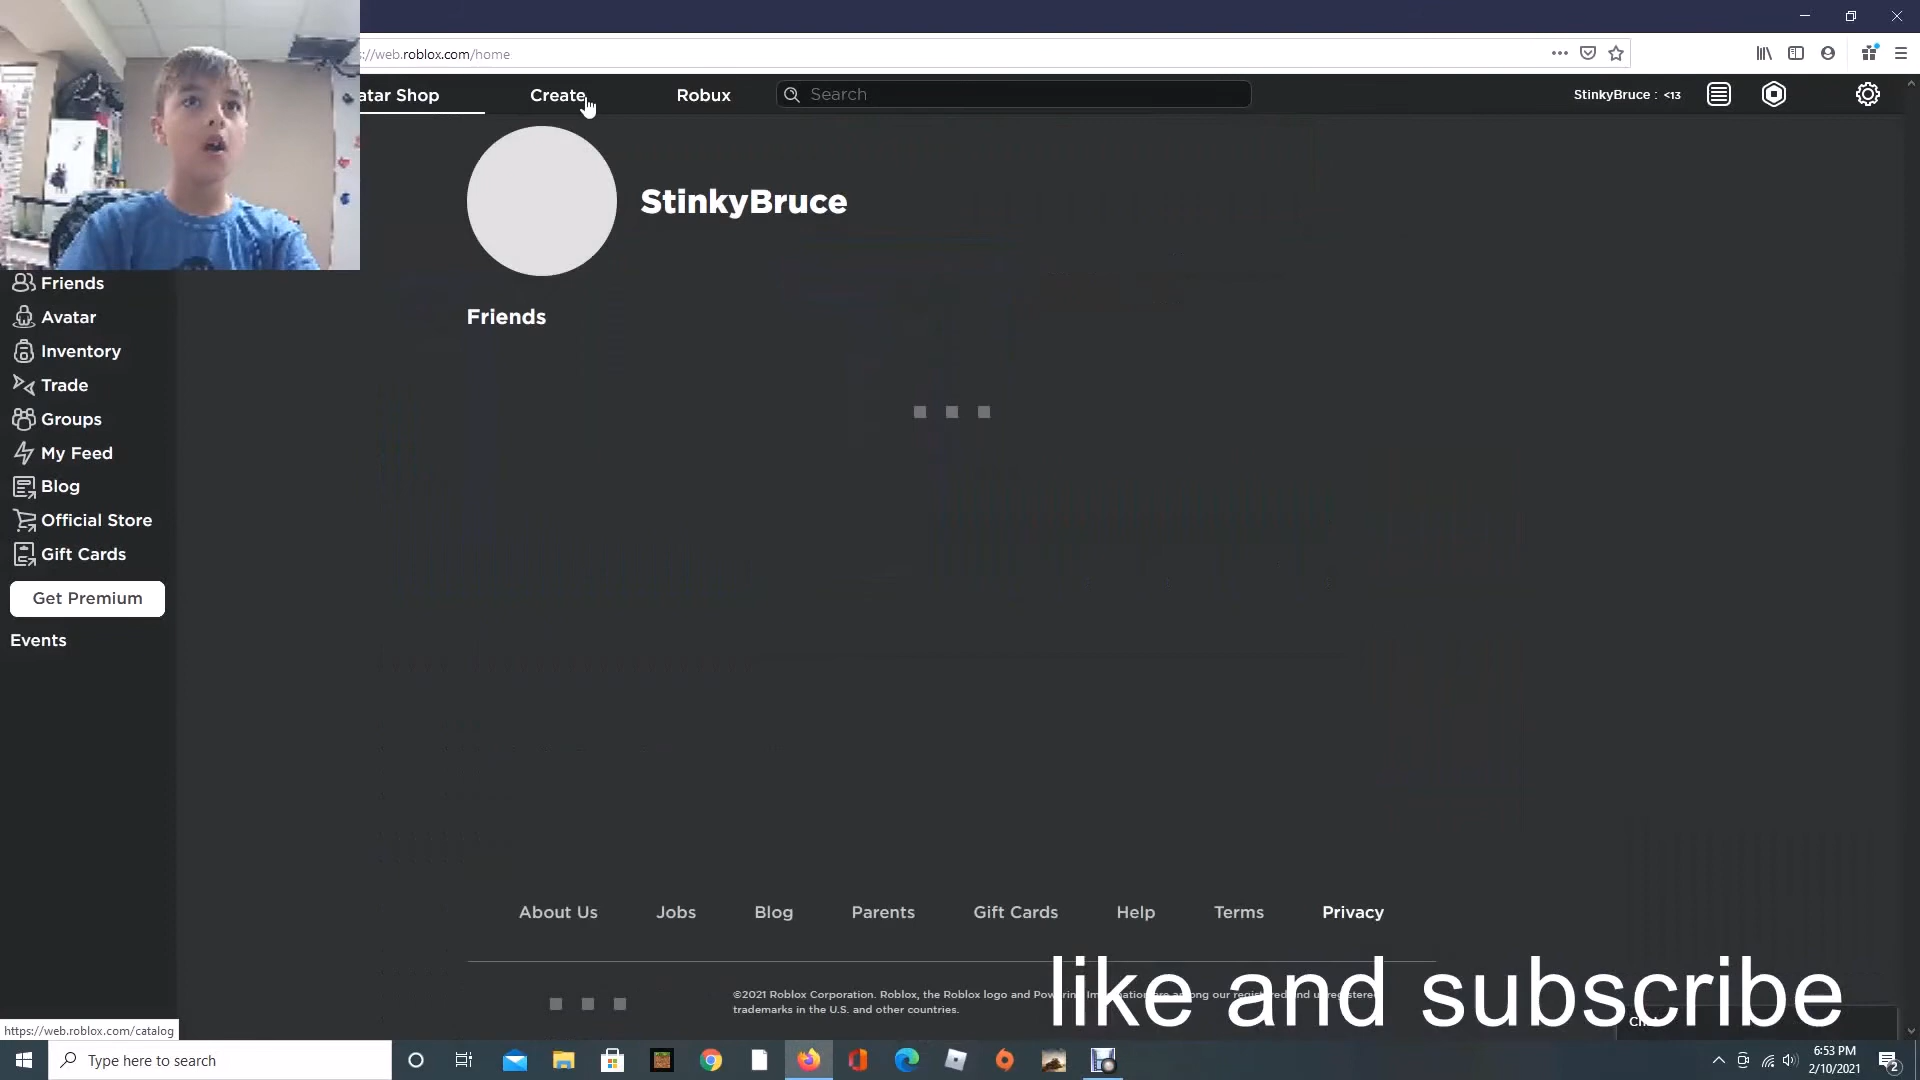 ://web.roblox.com/home
atar Shop
Create
Robux
Search
StinkyBruce : <13
StinkyBruce
Friends
Friends
Avatar
Inventory
Trade
Groups
My Feed
Blog
Official Store
Gift Cards
Get Premium
Events
About Us
Jobs
Blog
Parents
Gift Cards
Help
Terms
Privacy
©2021 Roblox Corporation. Roblox, the Roblox logo and among our
trademarks in the U.S. and other countries.
like and subscribe
https://web.roblox.com/catalog
Type here to search
6:53 PM
2/10/2021
2